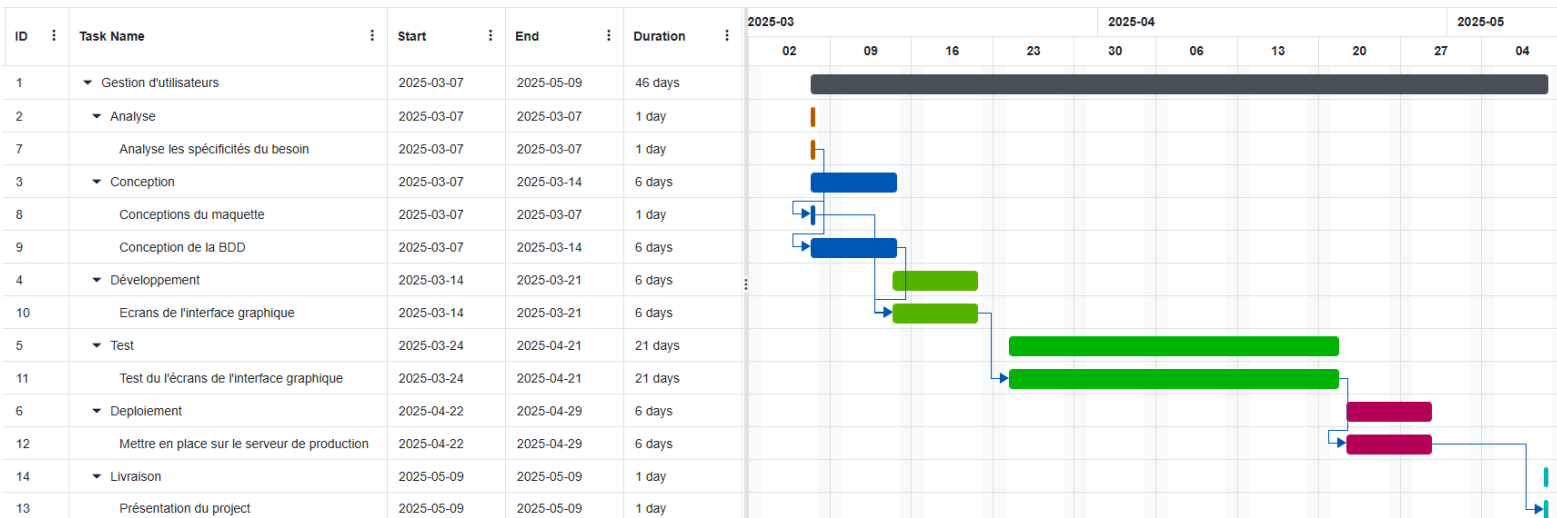 2025-03 2025-04 2025-05
ID Task Name Start End Duration
02 09 16 23 30 06 13 20 27 04
1 Gestion d'utilisateurs 2025-03-07 2025-05-09 46 days
2 Analyse 2025-03-07 2025-03-07 1 day
7 Analyse les spécificités du besoin 2025-03-07 2025-03-07 1 day
3 Conception 2025-03-07 2025-03-14 6 days
8 Conceptions du maquette 2025-03-07 2025-03-07 1 day
9 Conception de la BDD 2025-03-07 2025-03-14 6 days
4 Développement 2025-03-14 2025-03-21 6 days
10 Ecrans de l'interface graphique 2025-03-14 2025-03-21 6 days
5 Test 2025-03-24 2025-04-21 21 days
11 Test du l'écrans de l'interface graphique 2025-03-24 2025-04-21 21 days
6 Deploiement 2025-04-22 2025-04-29 6 days
12 Mettre en place sur le serveur de production 2025-04-22 2025-04-29 6 days
14 Livraison 2025-05-09 2025-05-09 1 day
13 Présentation du project 2025-05-09 2025-05-09 1 day